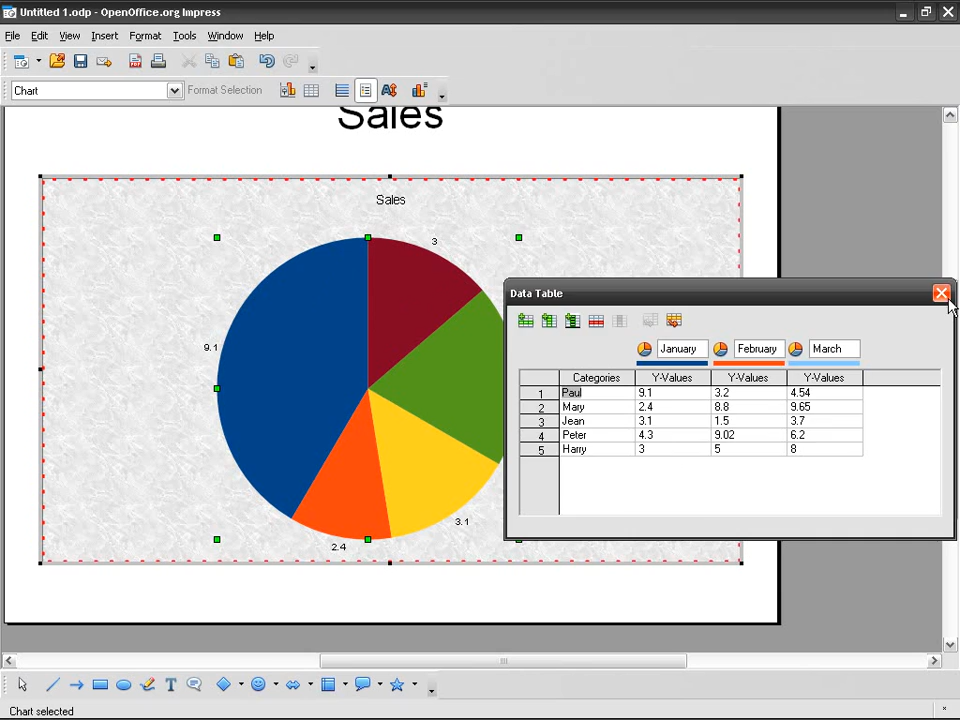 Untitled 1.odp - OpenOffice.org Impress
File Edit View Insert Format Tools Window Help
Chart Format Selection
Sales
Sales
3
9.1
3.1
2.4
Data Table
January February March
Categories Y-Values Y-Values Y-Values
1 Paul 9.1 3.2 4.54
2 Mary 2.4 8.8 9.65
3 Jean 3.1 1.5 3.7
4 Peter 4.3 9.02 6.2
5 Harry 3 5 8
Chart selected